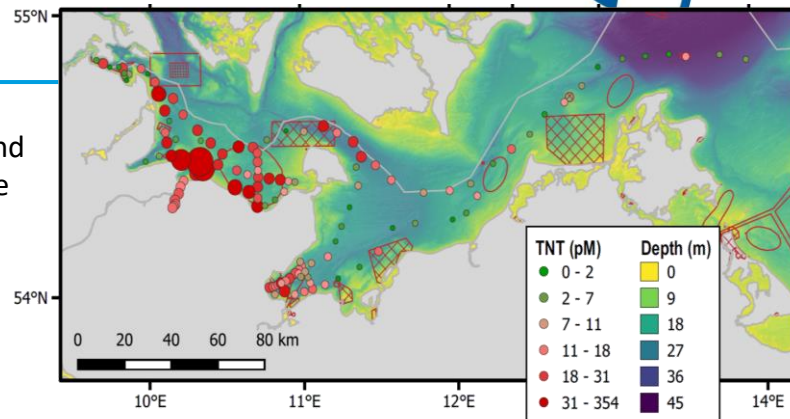 55°N
nd
e
54°N
0 20 40 60 80 km
TNT (pM) Depth (m)
0 - 2 0
2 - 7 9
7 - 11 18
11 - 18 27
18 - 31 36
31 - 354 45
10°E 11°E 12°E 14°E